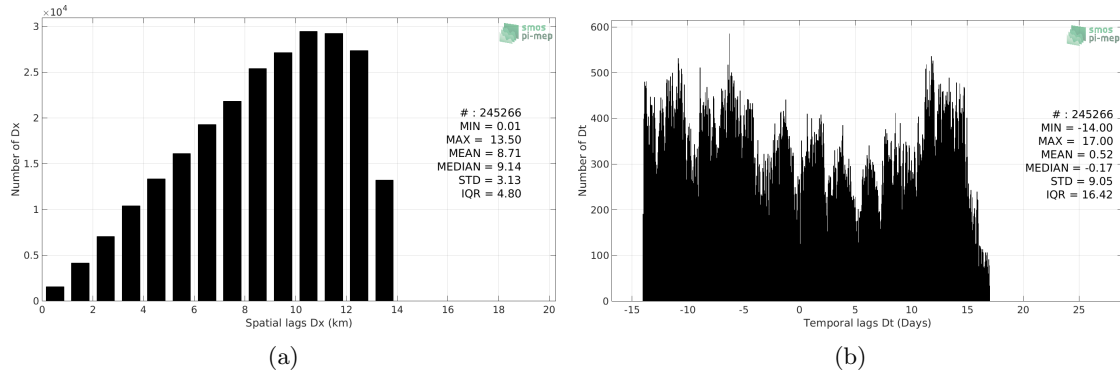 ×10⁴
3
2.5
2
1.5
1
0.5
0
0 2 4 6 8 10 12 14 16 18 20
Number of Dx
Spatial lags Dx (km)
smos
pi-mep
# : 245266
MIN = 0.01
MAX = 13.50
MEAN = 8.71
MEDIAN = 9.14
STD = 3.13
IQR = 4.80
(a)
600
500
400
300
200
100
0
-15 -10 -5 0 5 10 15 20 25
Number of Dt
Temporal lags Dt (Days)
smos
pi-mep
# : 245266
MIN = -14.00
MAX = 17.00
MEAN = 0.52
MEDIAN = -0.17
STD = 9.05
IQR = 16.42
(b)